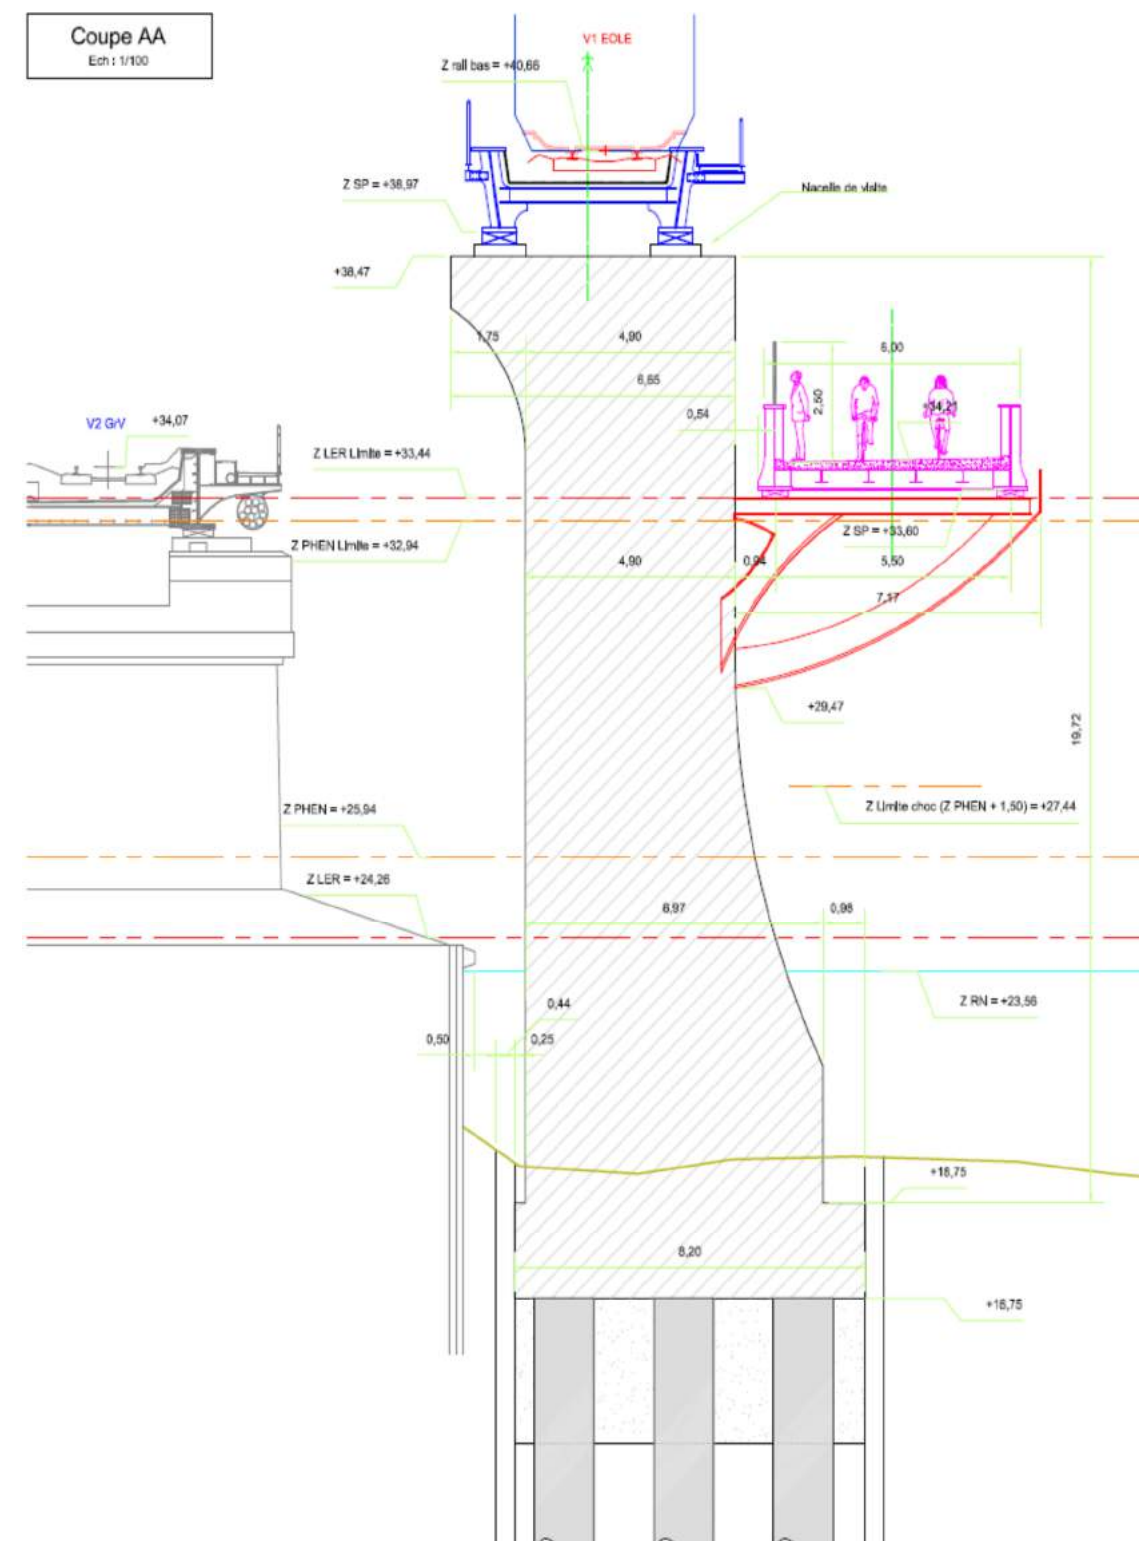 Coupe AA
Ech : 1/100
V1 EOLE
Z rail bas = +40,66
Z SP = +38,97
Nacelle de visite
+38,47
1,75
4,90
6,00
6,65
2,50
0,54
+34,21
V2 GrV
+34,07
Z LER Limite = +33,44
Z SP = +33,60
Z PHEN Limite = +32,94
4,90
0,94
5,50
7,17
+29,47
19,72
Z PHEN = +25,94
Z Limite choc (Z PHEN + 1,50) = +27,44
Z LER = +24,26
6,97
0,98
Z RN = +23,56
0,44
0,50
0,25
+18,75
8,20
+16,75